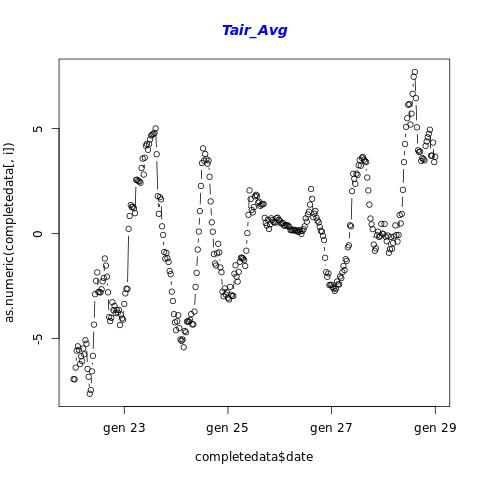 Tair_Avg
as.numeric(completedata[, i])
5
0
-5
gen 23 gen 25 gen 27 gen 29
completedata$date